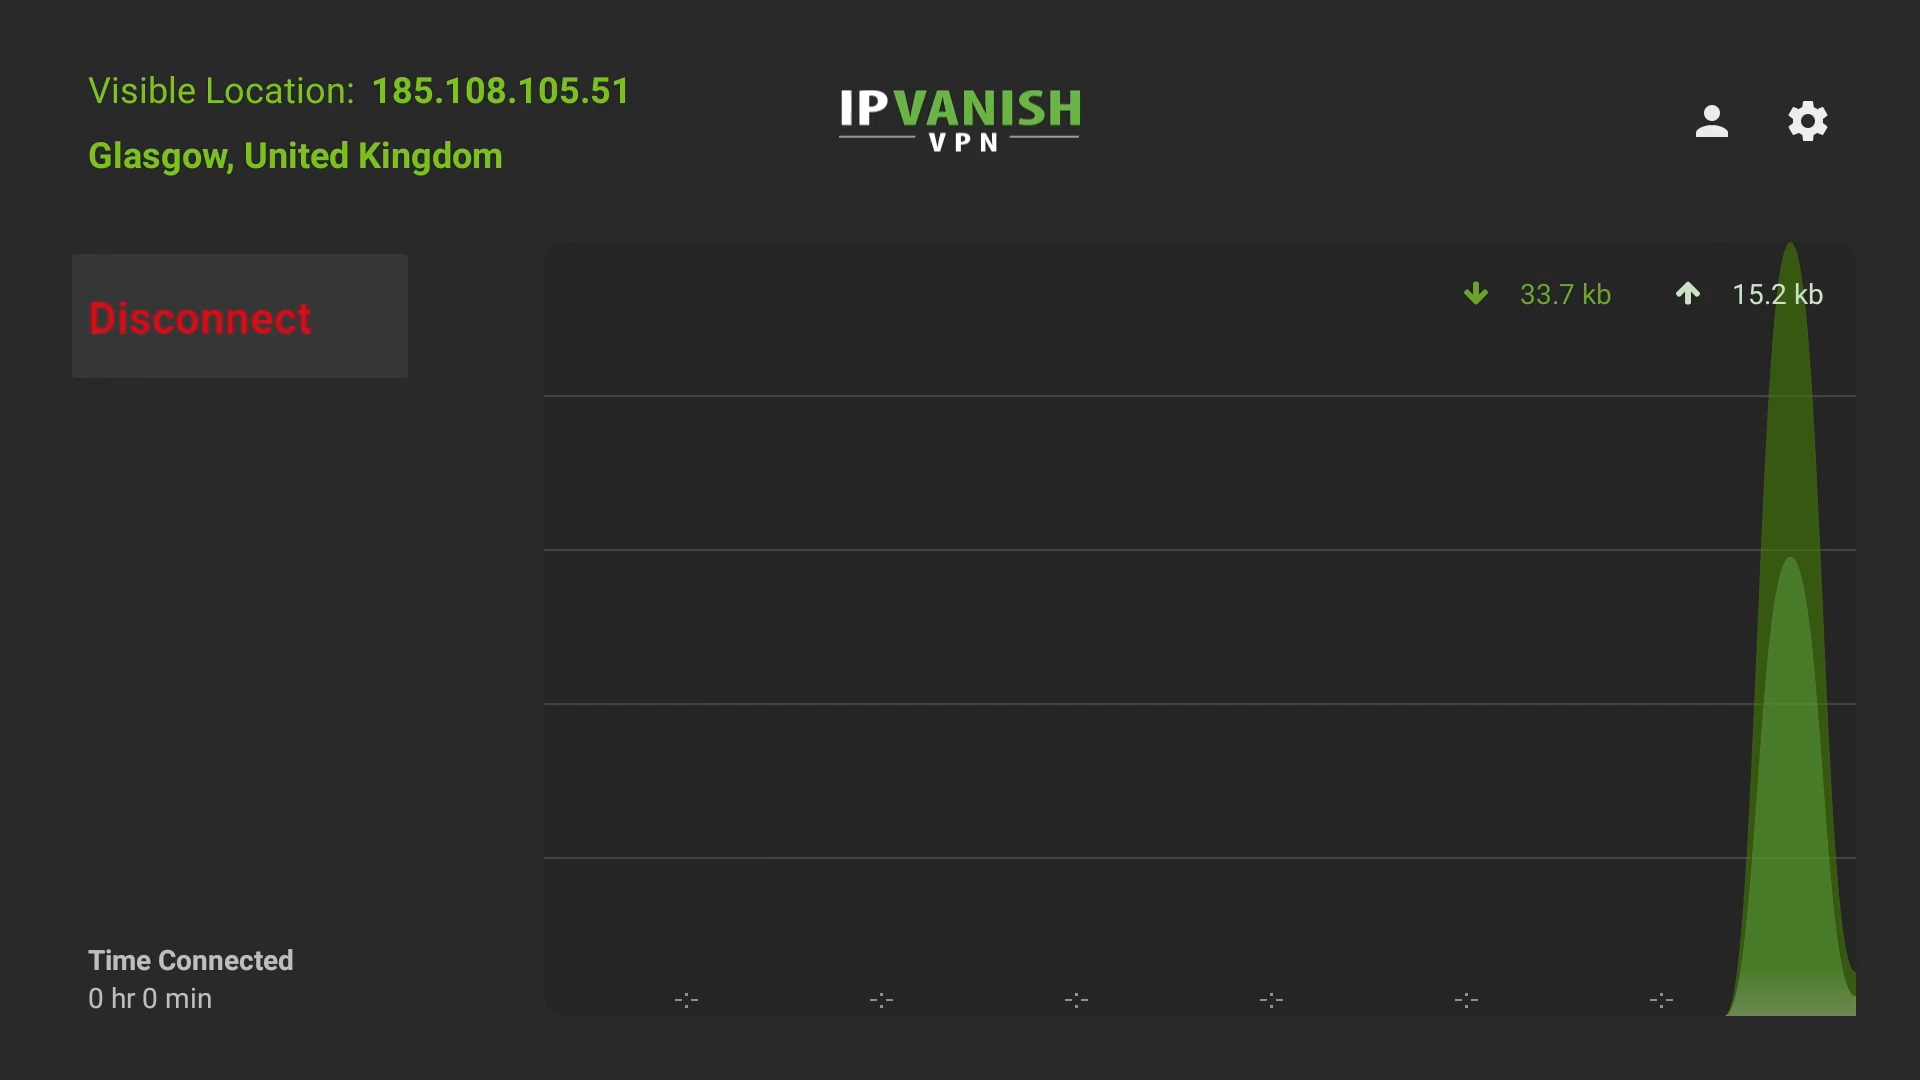 Visible Location: 185.108.105.51
Glasgow, United Kingdom
IPVANISH
VPN
Disconnect
33.7 kb
15.2 kb
Time Connected
0 hr 0 min
-:-
-:-
-:-
-:-
-:-
-:-